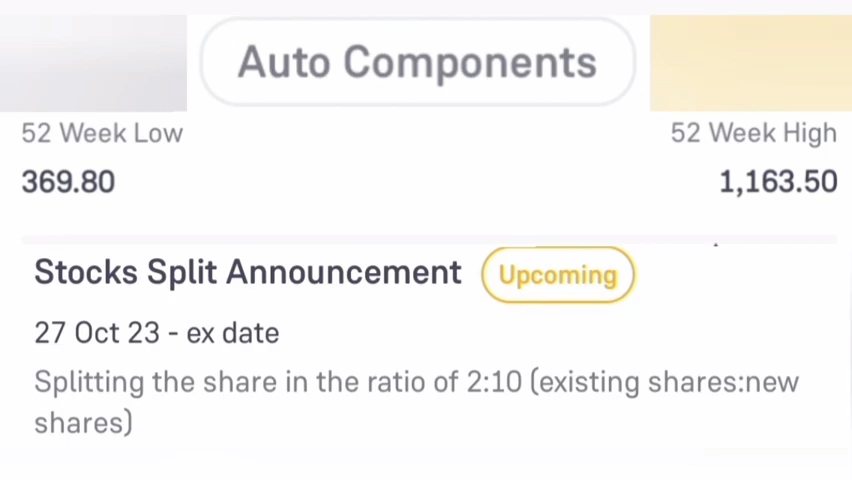 Auto Components
52 Week Low
52 Week High
369.80
1,163.50
Stocks Split Announcement
Upcoming
27 Oct 23 - ex date
Splitting the share in the ratio of 2:10 (existing shares:new
shares)